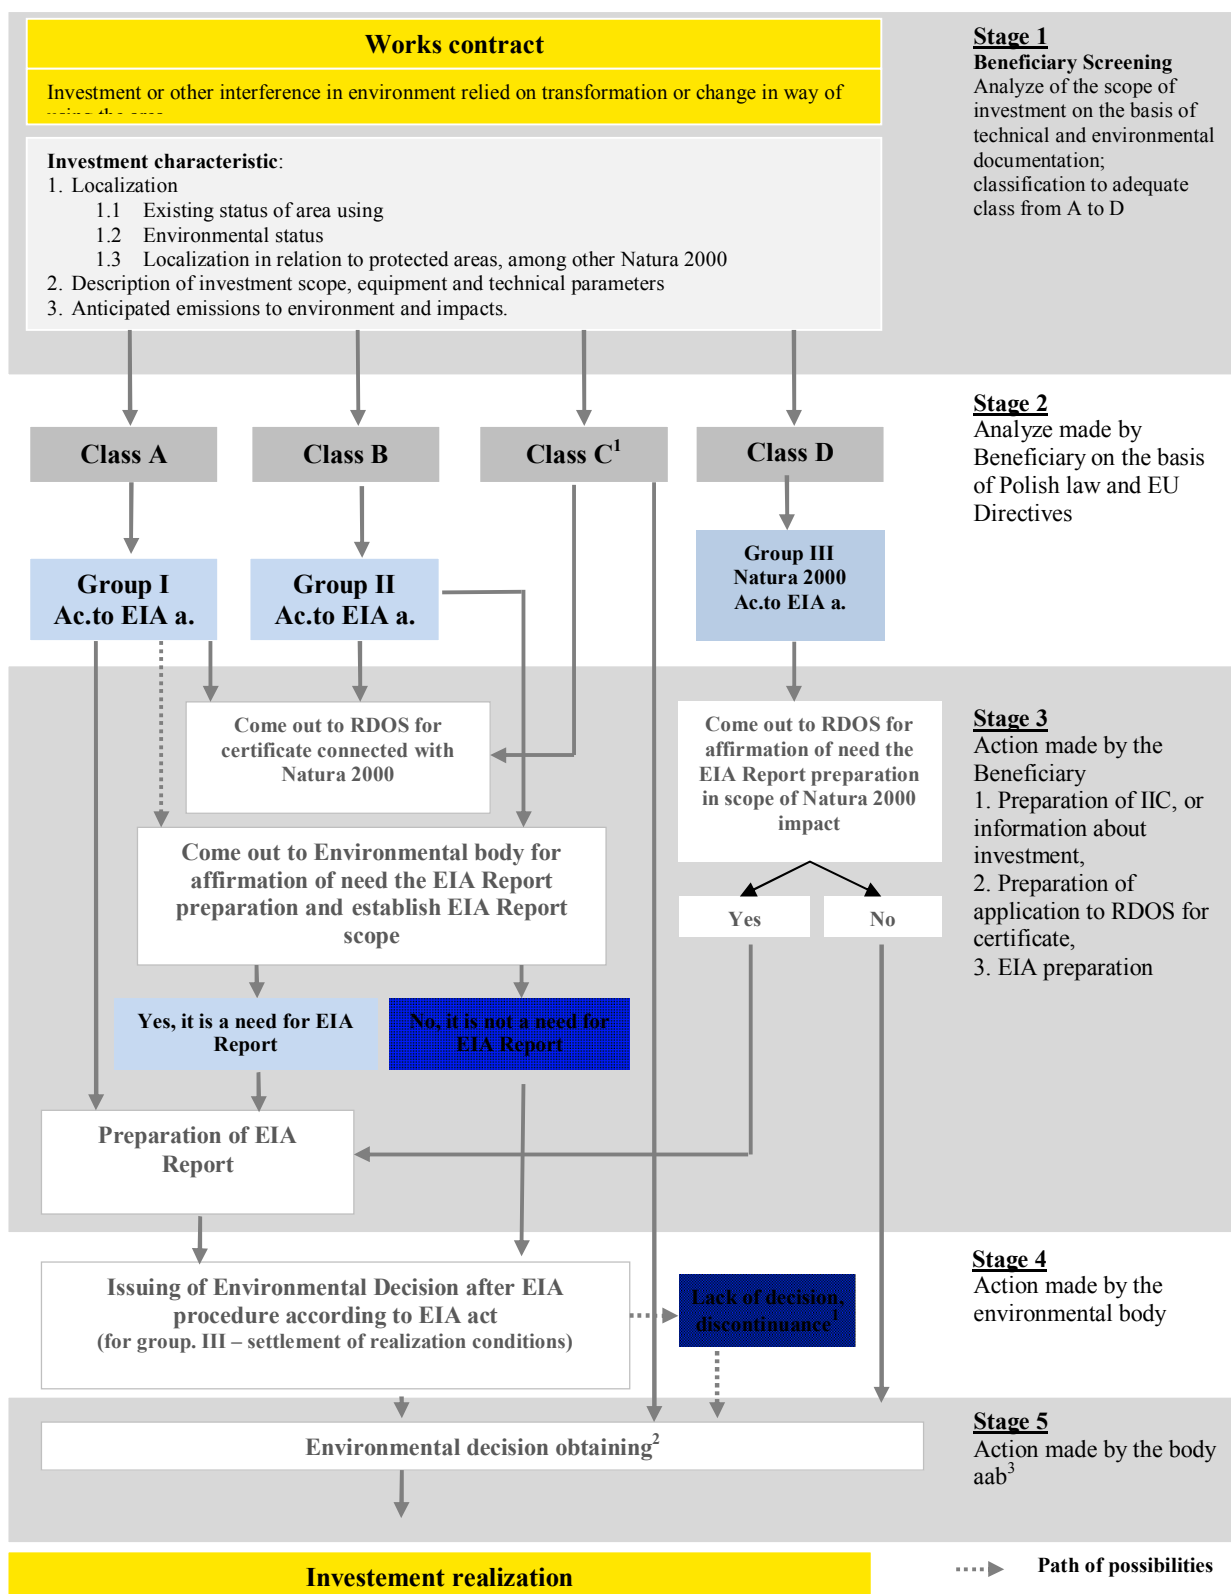 Works contract
Investment or other interference in environment relied on transformation or change in way of
using the area
Investment characteristic:
1. Localization
1.1 Existing status of area using
1.2 Environmental status
1.3 Localization in relation to protected areas, among other Natura 2000
2. Description of investment scope, equipment and technical parameters
3. Anticipated emissions to environment and impacts.
Stage 1
Beneficiary Screening
Analyze of the scope of
investment on the basis of
technical and environmental
documentation;
classification to adequate
class from A to D
Class A
Class B
Class C¹
Class D
Stage 2
Analyze made by
Beneficiary on the basis
of Polish law and EU
Directives
Group I
Ac.to EIA a.
Group II
Ac.to EIA a.
Group III
Natura 2000
Ac.to EIA a.
Come out to RDOS for
certificate connected with
Natura 2000
Come out to RDOS for
affirmation of need the
EIA Report preparation
in scope of Natura 2000
impact
Stage 3
Action made by the
Beneficiary
1. Preparation of IIC, or
information about
investment,
2. Preparation of
application to RDOS for
certificate,
3. EIA preparation
Come out to Environmental body for
affirmation of need the EIA Report
preparation and establish EIA Report
scope
Yes
No
Yes, it is a need for EIA
Report
No, it is not a need for
EIA Report
Preparation of EIA
Report
Issuing of Environmental Decision after EIA
procedure according to EIA act
(for group. III – settlement of realization conditions)
Lack of decision,
discontinuance¹
Stage 4
Action made by the
environmental body
Environmental decision obtaining²
Stage 5
Action made by the body
aab³
Investement realization
Path of possibilities